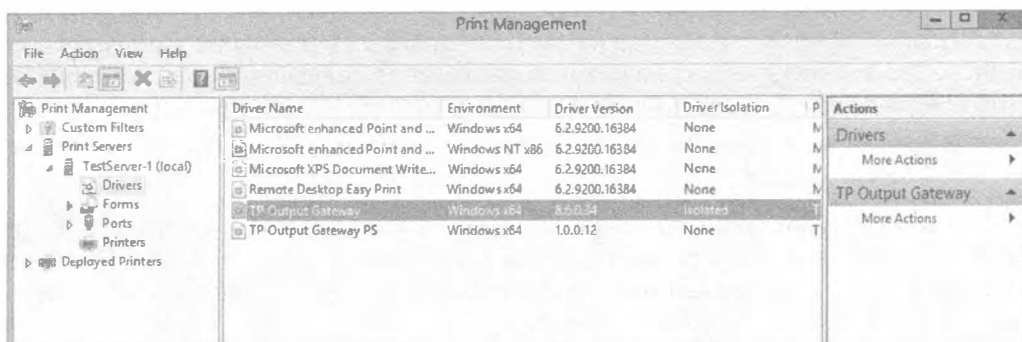 Print Management
File Action View Help
Print Management
Custom Filters
Print Servers
TestServer-1 (local)
Drivers
Forms
Ports
Printers
Deployed Printers
Driver Name Environment Driver Version Driver Isolation P
Microsoft enhanced Point and ... Windows x64 6.2.9200.16384 None M
Microsoft enhanced Point and ... Windows NT x86 6.2.9200.16384 None M
Microsoft XPS Document Write... Windows x64 6.2.9200.16384 None M
Remote Desktop Easy Print Windows x64 6.2.9200.16384 None M
TP Output Gateway Windows x64 Isolated T
TP Output Gateway PS Windows x64 1.0.0.12 None T
Actions
Drivers
More Actions
TP Output Gateway
More Actions